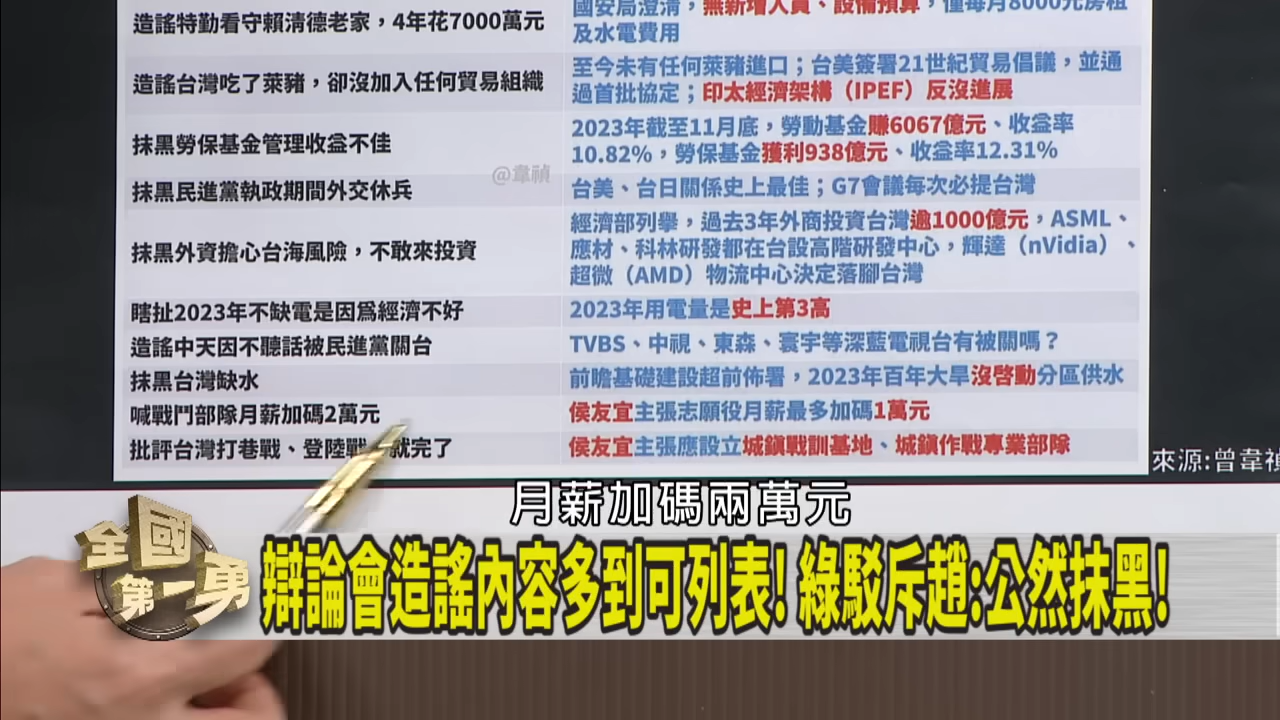 造謠特勤看守賴清德老家，4年花7000萬元
國安局澄清，無新增人員、設備預算，僅每月8000元房租
及水電費用
造謠台灣吃了萊豬，卻沒加入任何貿易組織
至今未有任何萊豬進口；台美簽署21世紀貿易倡議，並通
過首批協定；印太經濟架構（IPEF）反沒進展
抹黑勞保基金管理收益不佳
2023年截至11月底，勞動基金賺6067億元、收益率
10.82%，勞保基金獲利938億元、收益率12.31%
@韋禎
抹黑民進黨執政期間外交休兵
台美、台日關係史上最佳；G7會議每次必提台灣
抹黑外資擔心台海風險，不敢來投資
經濟部列舉，過去3年外商投資台灣逾1000億元，ASML、
應材、科林研發都在台設高階研發中心，輝達（nVidia）、
超微（AMD）物流中心決定落腳台灣
瞎扯2023年不缺電是因爲經濟不好
2023年用電量是史上第3高
造謠中天因不聽話被民進黨關台
TVBS、中視、東森、寰宇等深藍電視台有被關嗎？
抹黑台灣缺水
前瞻基礎建設超前佈署，2023年百年大旱沒啓動分區供水
喊戰鬥部隊月薪加碼2萬元
侯友宜主張志願役月薪最多加碼1萬元
批評台灣打巷戰、登陸戰 就完了
侯友宜主張應設立城鎮戰訓基地、城鎮作戰專業部隊
來源:曾韋禎
月薪加碼兩萬元
全國第一勇
辯論會造謠內容多到可列表! 綠駁斥趙:公然抹黑!